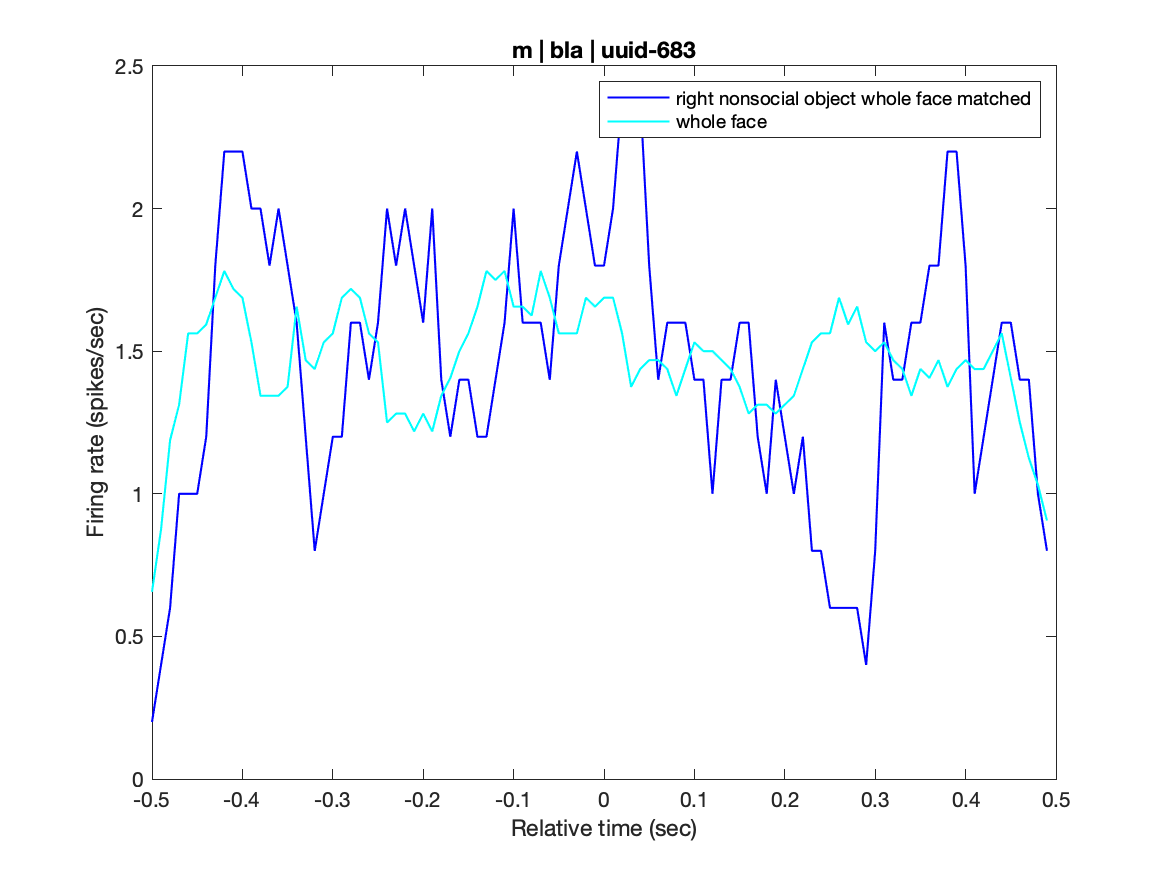 m | bla | uuid-683
2.5
right nonsocial object whole face matched
whole face
2
1.5
Firing rate (spikes/sec)
1
0.5
0
-0.5 -0.4 -0.3 -0.2 -0.1 0 0.1 0.2 0.3 0.4 0.5
Relative time (sec)